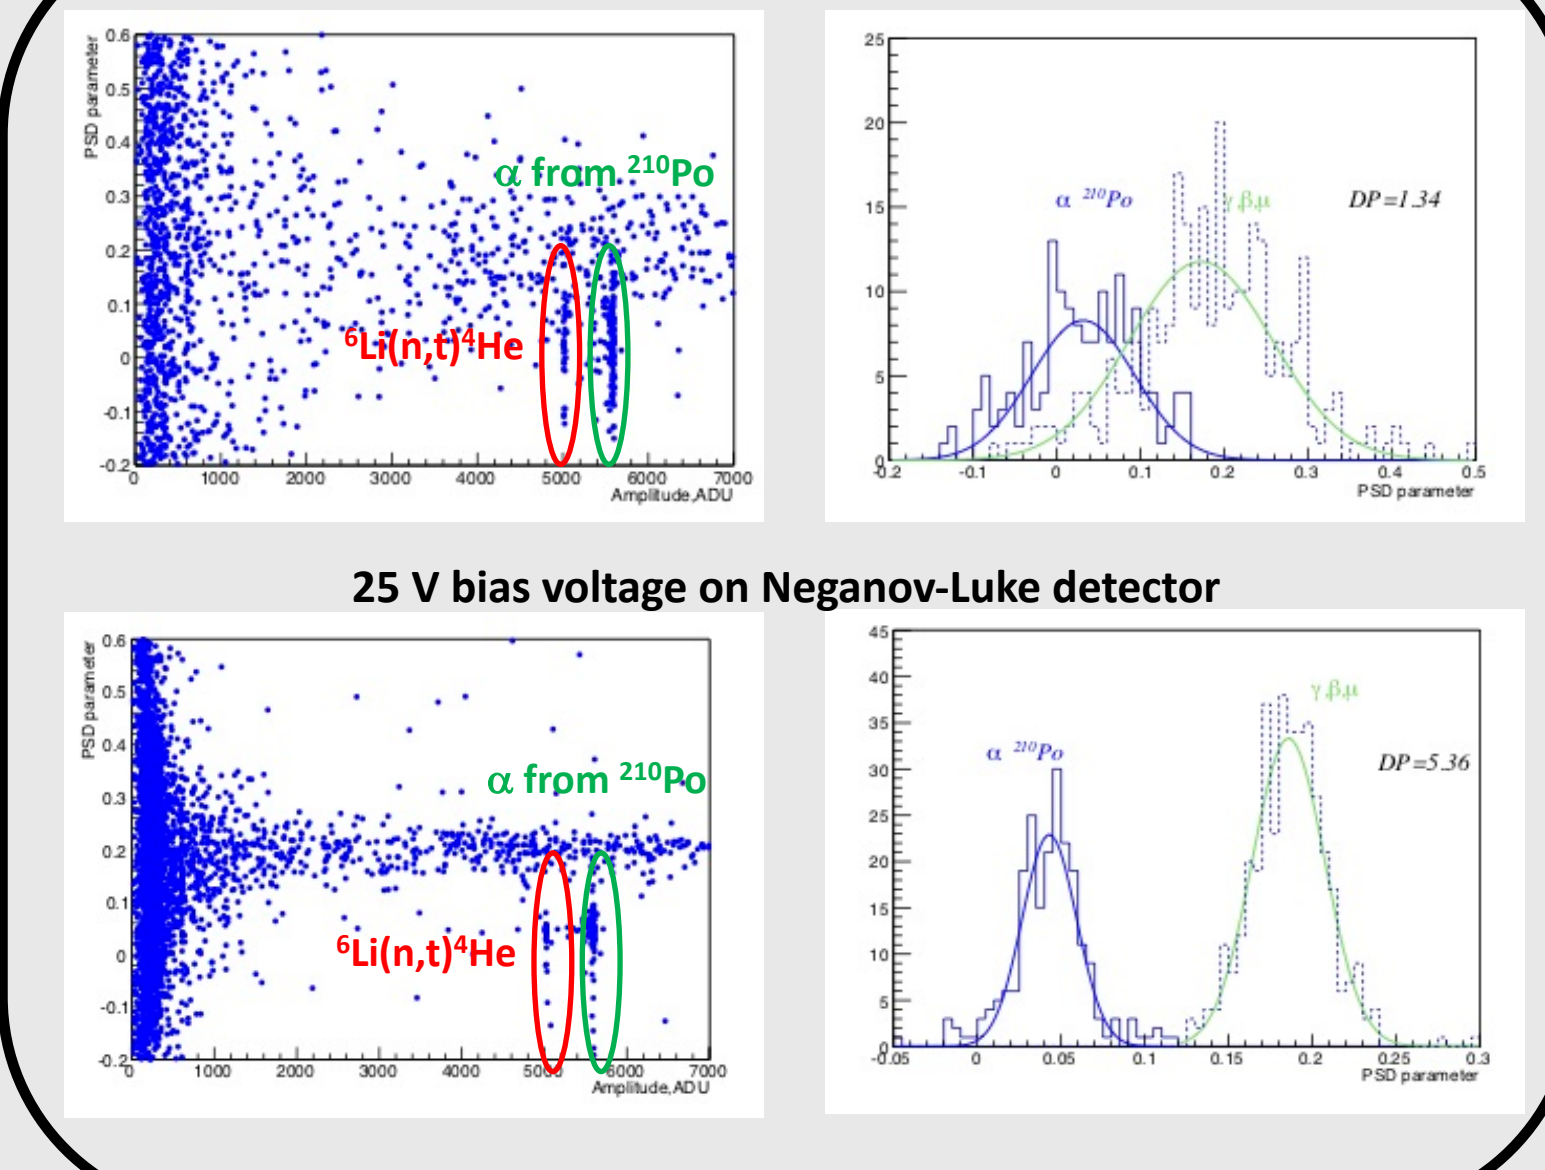 PSD parameter
0.6
0.5
0.4
0.3
0.2
0.1
0
-0.1
-0.2
0 1000 2000 3000 4000 5000 6000 7000
Amplitude,ADU
α from ²¹⁰Po
⁶Li(n,t)⁴He
25
20
15
10
5
0
α ²¹⁰Po
γ,β,μ
DP=1.34
-0.2 -0.1 0 0.1 0.2 0.3 0.4 0.5
PSD parameter
25 V bias voltage on Neganov-Luke detector
PSD parameter
0.6
0.5
0.4
0.3
0.2
0.1
0
-0.1
-0.2
0 1000 2000 3000 4000 5000 6000 7000
Amplitude,ADU
α from ²¹⁰Po
⁶Li(n,t)⁴He
45
40
35
30
25
20
15
10
5
0
α ²¹⁰Po
γ,β,μ
DP=5.36
-0.05 0 0.05 0.1 0.15 0.2 0.25 0.3
PSD parameter